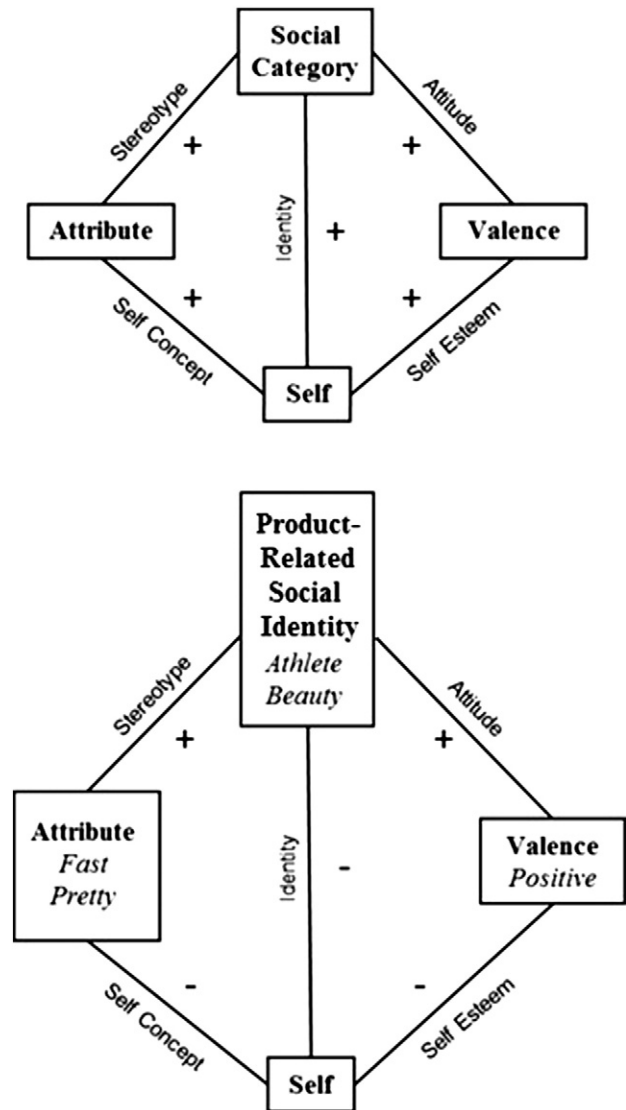 Social
Category
Stereotype
Attitude
+
+
Attribute
Identity
+
Valence
+
+
Self Concept
Self Esteem
Self
Product-
Related
Social
Identity
Athlete
Beauty
Stereotype
Attitude
+
+
Attribute
Fast
Pretty
Identity
-
Valence
Positive
-
-
Self Concept
Self Esteem
Self